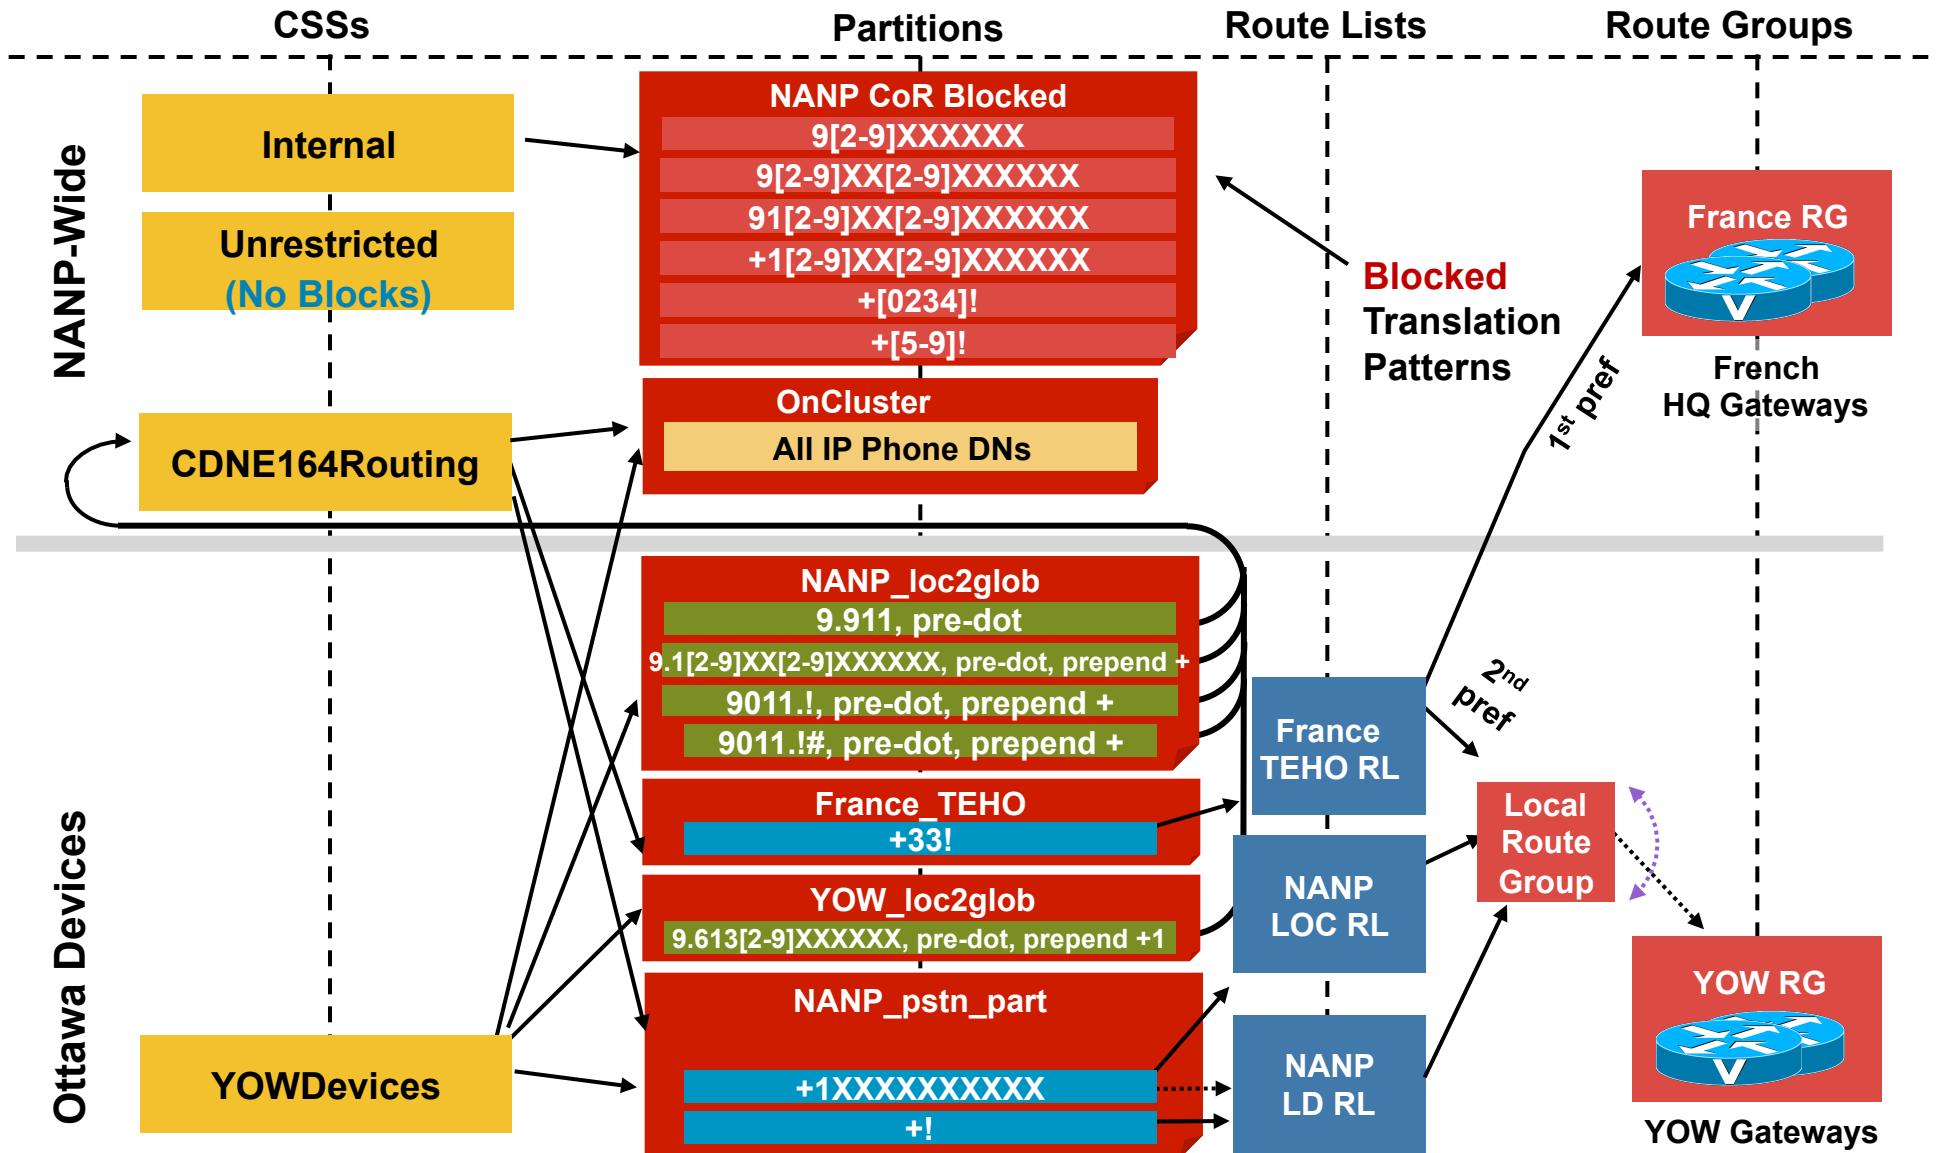 CSSs
Partitions
Route Lists
Route Groups
NANP-Wide
Internal
Unrestricted
(No Blocks)
CDNE164Routing
NANP CoR Blocked
9[2-9]XXXXXX
9[2-9]XX[2-9]XXXXXX
91[2-9]XX[2-9]XXXXXX
+1[2-9]XX[2-9]XXXXXX
+[0234]!
+[5-9]!
OnCluster
All IP Phone DNs
Blocked
Translation
Patterns
1st pref
France RG
V
French
HQ Gateways
Ottawa Devices
YOWDevices
NANP_loc2glob
9.911, pre-dot
9.1[2-9]XX[2-9]XXXXXX, pre-dot, prepend +
9011.!, pre-dot, prepend +
9011.!#, pre-dot, prepend +
France_TEHO
+33!
YOW_loc2glob
9.613[2-9]XXXXXX, pre-dot, prepend +1
NANP_pstn_part
+1XXXXXXXXXX
+!
France
TEHO RL
NANP
LOC RL
NANP
LD RL
2nd
pref
Local
Route
Group
YOW RG
V
YOW Gateways